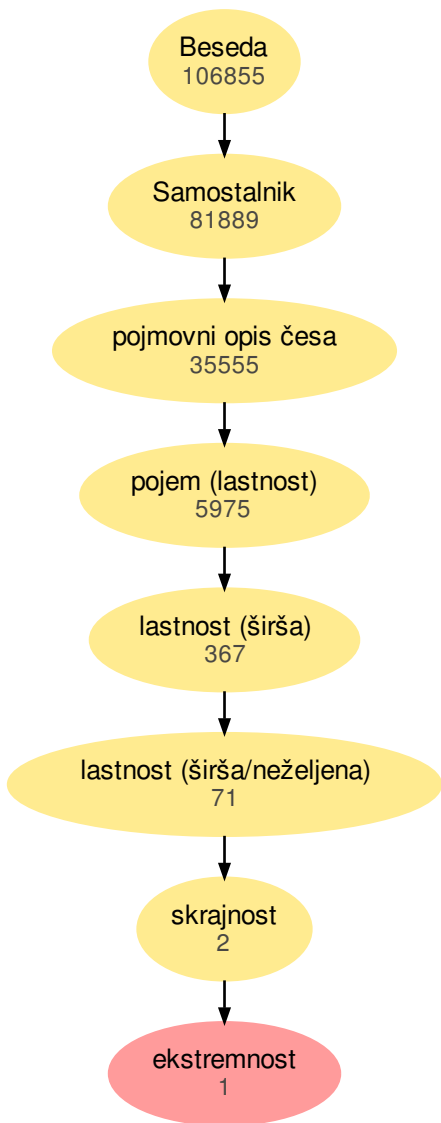 Beseda
106855
Samostalnik
81889
pojmovni opis česa
35555
pojem (lastnost)
5975
lastnost (širša)
367
lastnost (širša/neželjena)
71
skrajnost
2
ekstremnost
1